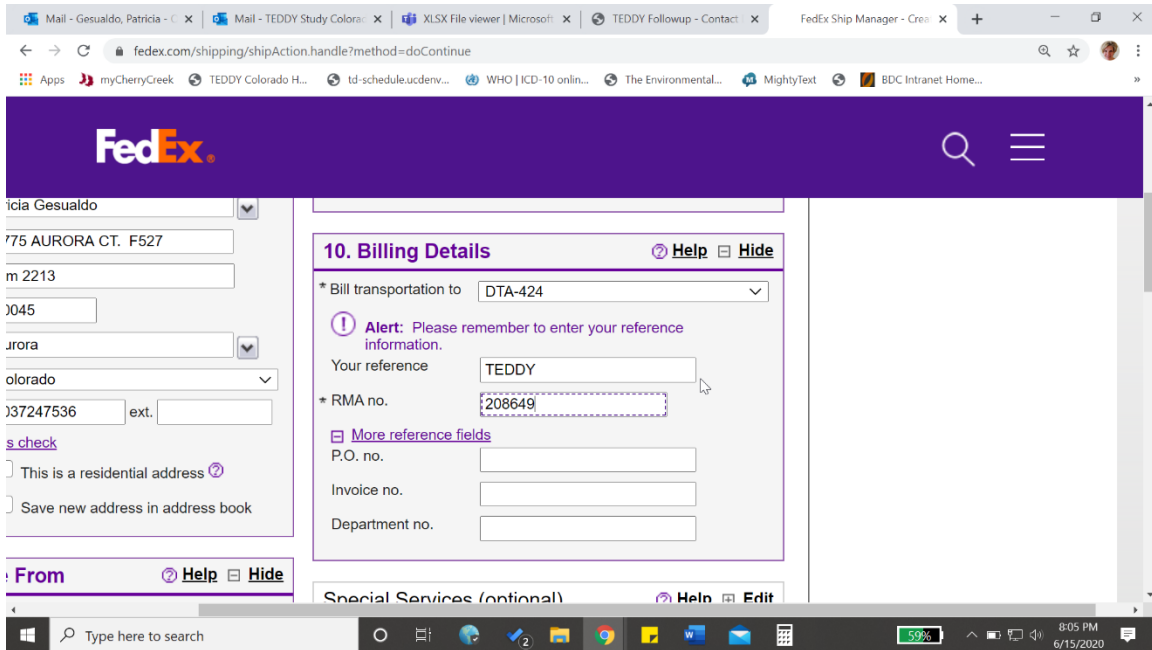 Mail - Gesualdo, Patricia - C
Mail - TEDDY Study Colorad
XLSX File viewer | Microsoft
TEDDY Followup - Contact
FedEx Ship Manager - Crea
fedex.com/shipping/shipAction.handle?method=doContinue
Apps
myCherryCreek
TEDDY Colorado H...
td-schedule.ucdenv...
WHO | ICD-10 onlin...
The Environmental...
MighyText
BDC Intranet Home...
»
FedEx®
ricia Gesualdo
775 AURORA CT. F527
m 2213
0045
urora
olorado
037247536 ext.
s check
This is a residential address
Save new address in address book
From Help Hide
10. Billing Details Help Hide
* Bill transportation to DTA-424
Alert: Please remember to enter your reference
information.
Your reference TEDDY
* RMA no. 208649
More reference fields
P.O. no.
Invoice no.
Department no.
Special Services (optional) Help Edit
Type here to search
2
59%
8:05 PM
6/15/2020